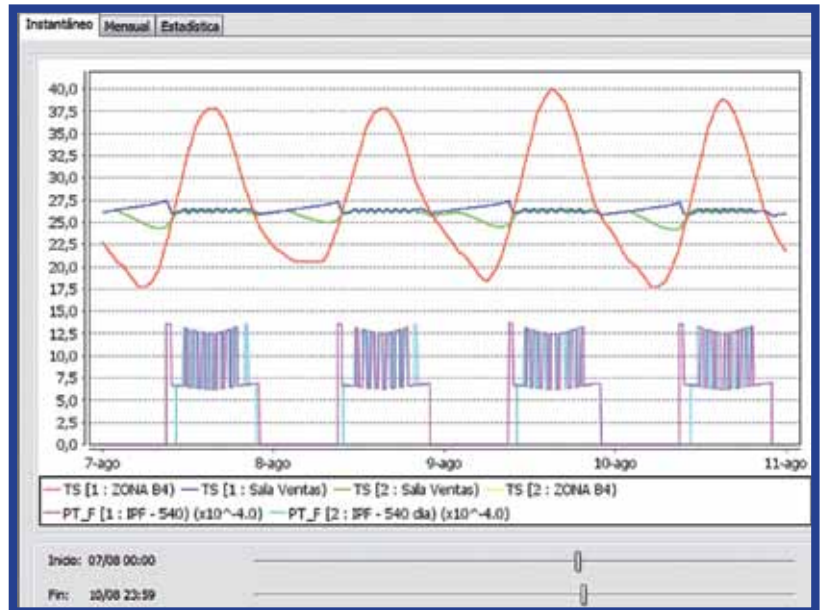 Instantáneo Mensual Estadística
40,0
37,5
35,0
32,5
30,0
27,5
25,0
22,5
20,0
17,5
15,0
12,5
10,0
7,5
5,0
2,5
0,0
7-ago 8-ago 9-ago 10-ago 11-ago
TS [1 : ZONA B4) TS [1 : Sala Ventas) TS [2 : Sala Ventas) TS [2 : ZONA B4)
PT_F [1 : IPF - 540) (x10^-4.0) PT_F [2 : IPF - 540 dia) (x10^-4.0)
Inicio: 07/08 00:00
Fin: 10/08 23:59